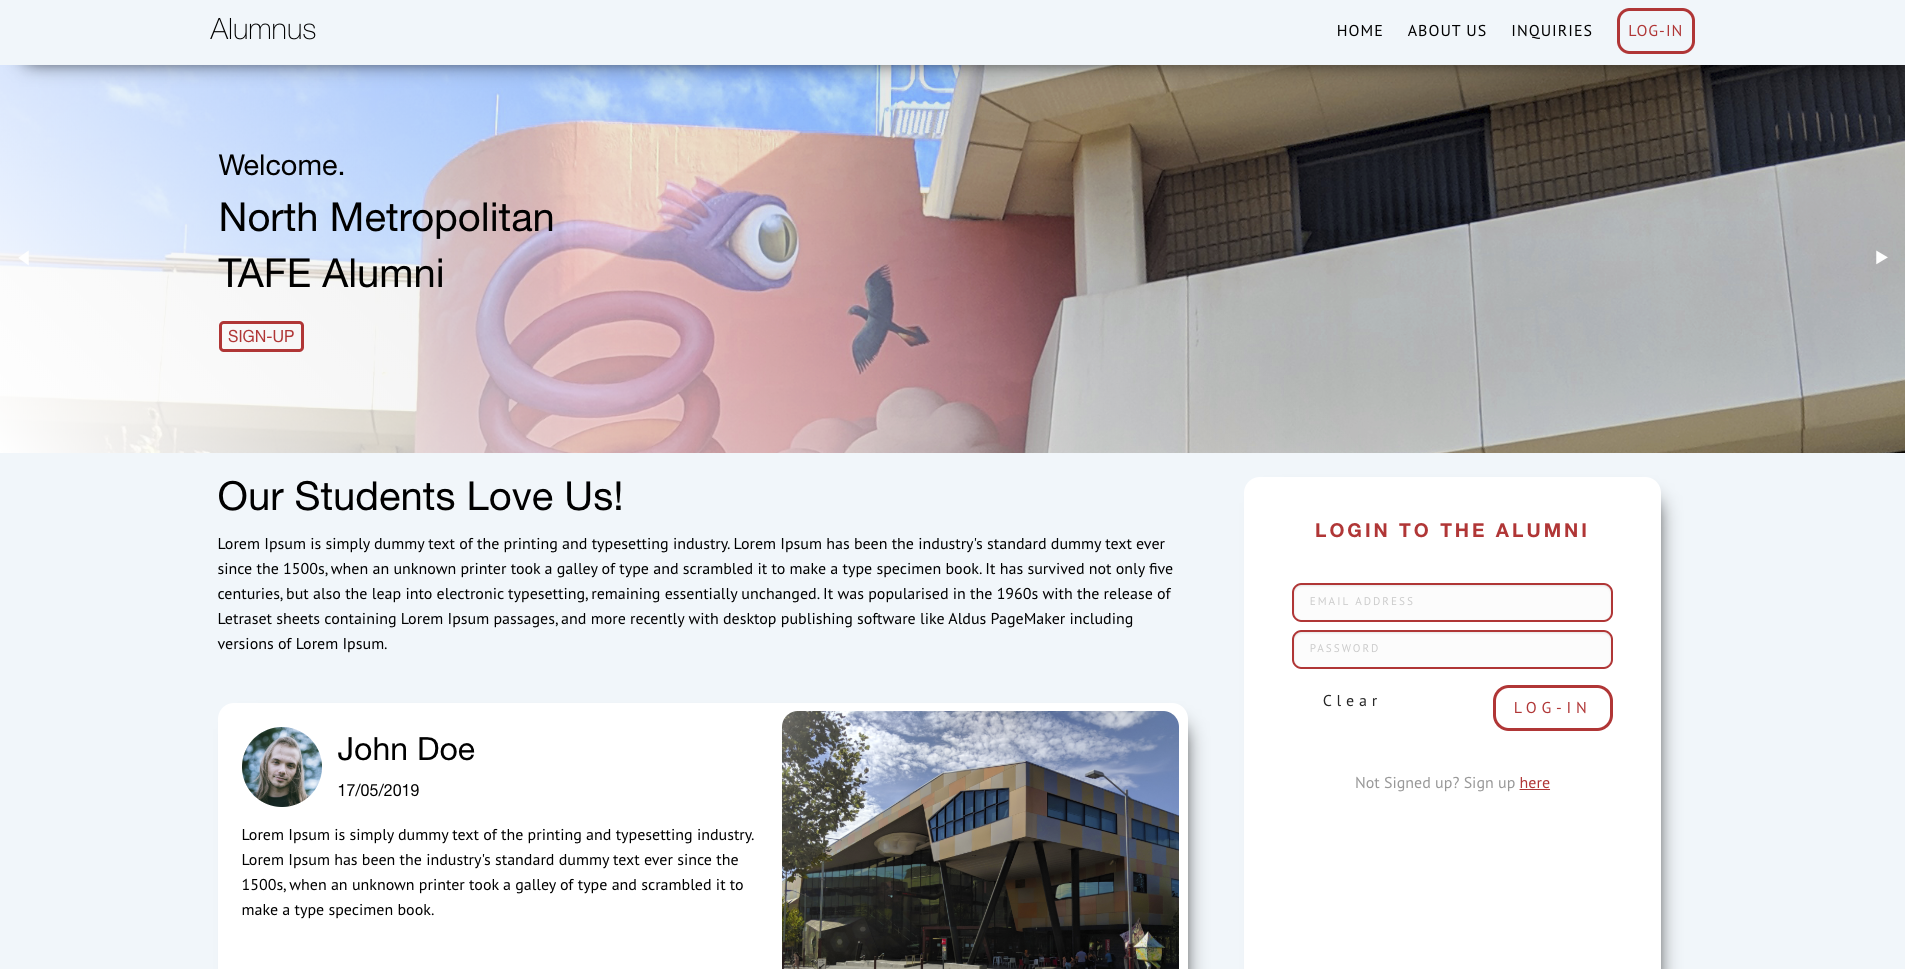 Alumnus
HOME
ABOUT US
INQUIRIES
LOG-IN
Welcome.
North Metropolitan
TAFE Alumni
SIGN-UP
Our Students Love Us!
Lorem Ipsum is simply dummy text of the printing and typesetting industry. Lorem Ipsum has been the industry's standard dummy text ever
since the 1500s, when an unknown printer took a galley of type and scrambled it to make a type specimen book. It has survived not only five
centuries, but also the leap into electronic typesetting, remaining essentially unchanged. It was popularised in the 1960s with the release of
Letraset sheets containing Lorem Ipsum passages, and more recently with desktop publishing software like Aldus PageMaker including
versions of Lorem Ipsum.
John Doe
17/05/2019
Lorem Ipsum is simply dummy text of the printing and typesetting industry.
Lorem Ipsum has been the industry's standard dummy text ever since the
1500s, when an unknown printer took a galley of type and scrambled it to
make a type specimen book.
LOGIN TO THE ALUMNI
EMAIL ADDRESS
PASSWORD
Clear
LOG-IN
Not Signed up? Sign up here